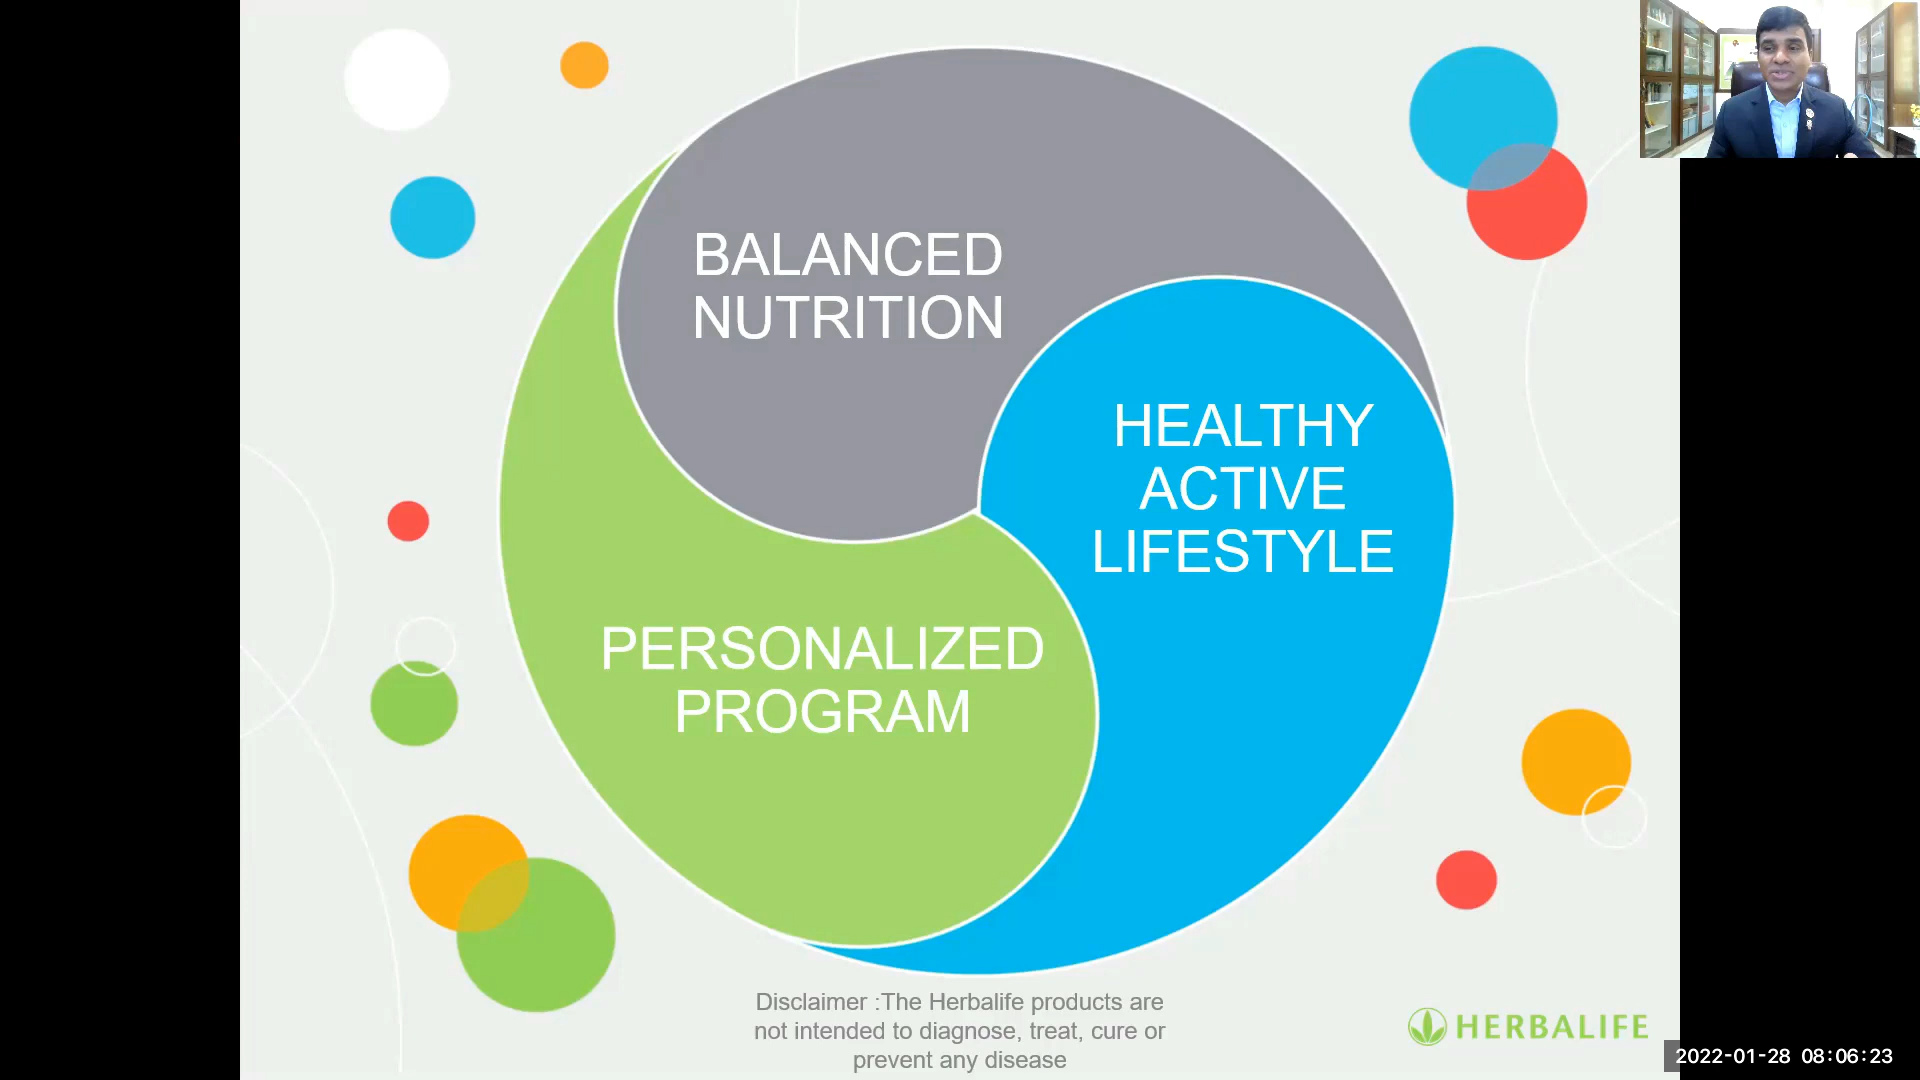 BALANCED
NUTRITION
HEALTHY
ACTIVE
LIFESTYLE
PERSONALIZED
PROGRAM
Disclaimer :The Herbalife products are
not intended to diagnose, treat, cure or
prevent any disease
HERBALIFE
2022-01-28 08:06:23